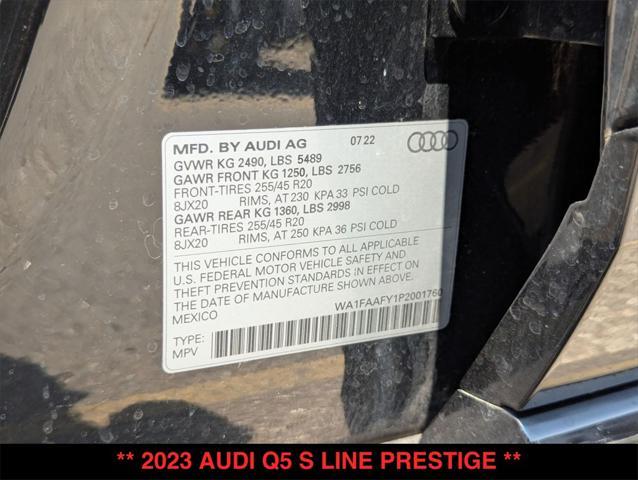 MFD. BY AUDI AG 07 22
GVWR KG 2490, LBS 5489
GAWR FRONT KG 1250, LBS 2756
FRONT-TIRES 255/45 R20
8JX20 RIMS, AT 230 KPA 33 PSI COLD
GAWR REAR KG 1360, LBS 2998
REAR-TIRES 255/45 R20
8JX20 RIMS, AT 250 KPA 36 PSI COLD
THIS VEHICLE CONFORMS TO ALL APPLICABLE
U.S. FEDERAL MOTOR VEHICLE SAFETY AND
THEFT PREVENTION STANDARDS IN EFFECT ON
THE DATE OF MANUFACTURE SHOWN ABOVE
MEXICO
WA1FAAFY1P2001760
TYPE:
MPV
** 2023 AUDI Q5 S LINE PRESTIGE **